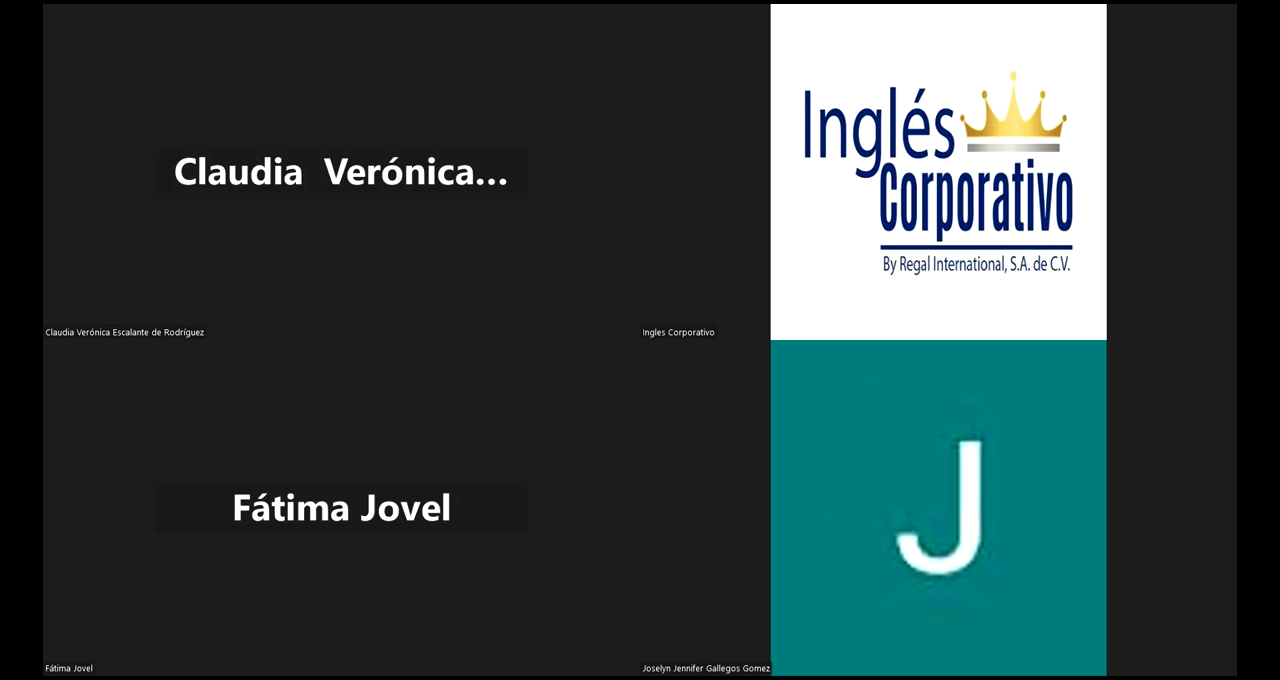 Claudia Verónica...
Claudia Verónica Escalante de Rodríguez
Inglés
Corporativo
By Regal International, S.A. de C.V.
Ingles Corporativo
Fátima Jovel
Fátima Jovel
J
Joselyn Jennifer Gallegos Gomez